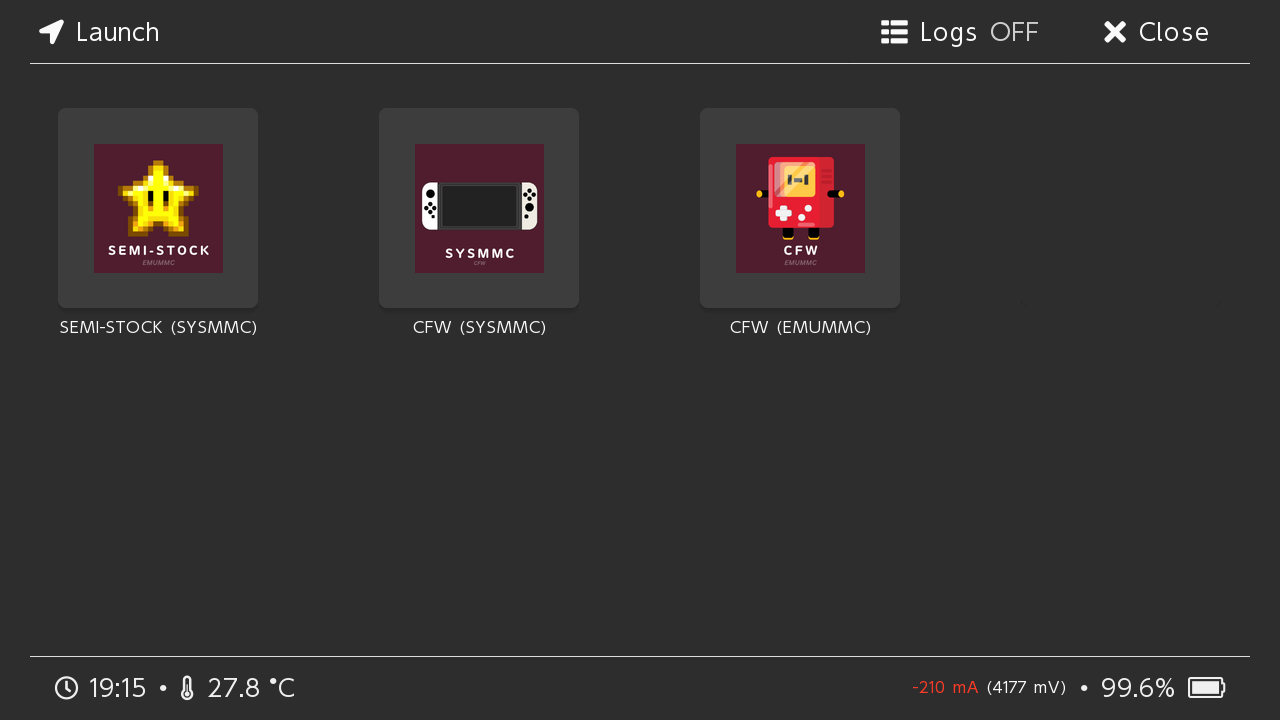 Launch
Logs OFF
Close
SEMI-STOCK
EMUMMC
SYSMMC
CFW
CFW
EMUMMC
SEMI-STOCK (SYSMMC)
CFW (SYSMMC)
CFW (EMUMMC)
19:15 • 27.8 °C
-210 mA (4177 mV) • 99.6%